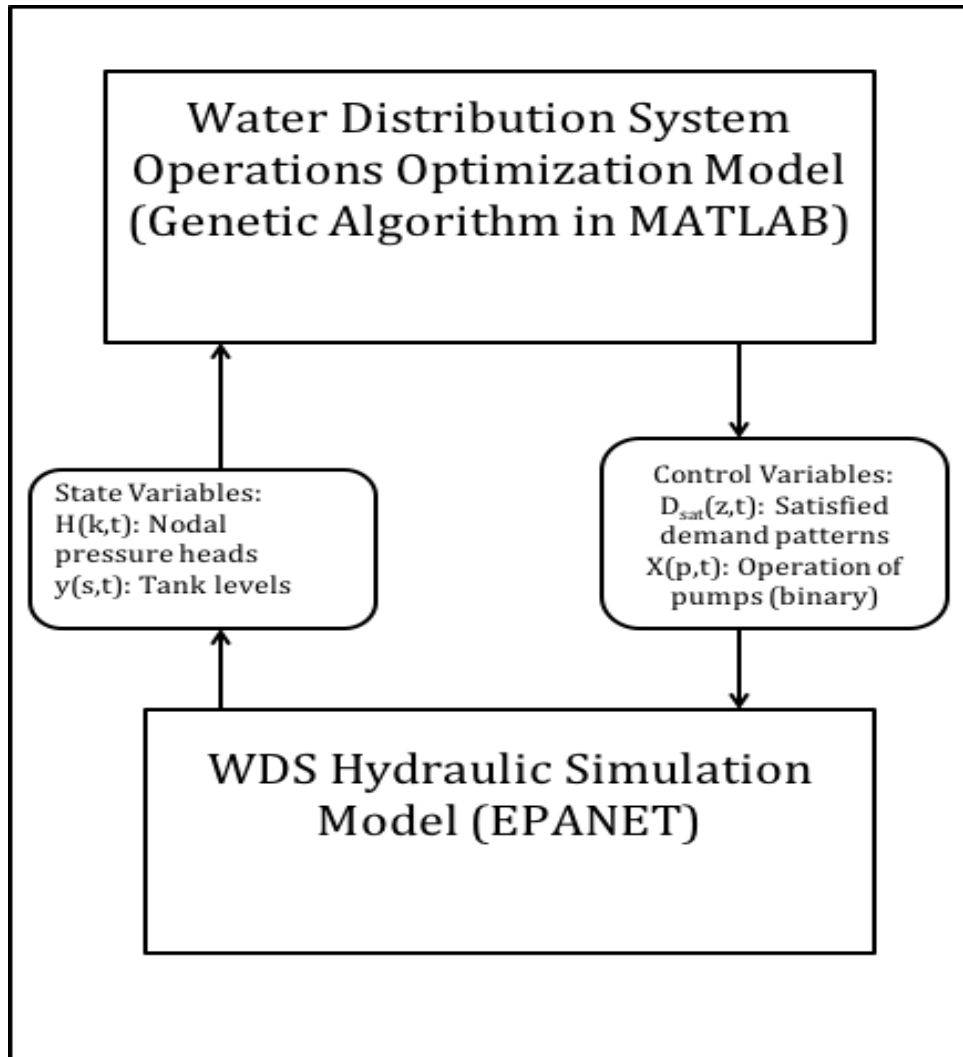 Water Distribution System
Operations Optimization Model
(Genetic Algorithm in MATLAB)
State Variables:
H(k,t): Nodal
pressure heads
y(s,t): Tank levels
Control Variables:
Dsat(z,t): Satisfied
demand patterns
X(p,t): Operation of
pumps (binary)
WDS Hydraulic Simulation
Model (EPANET)